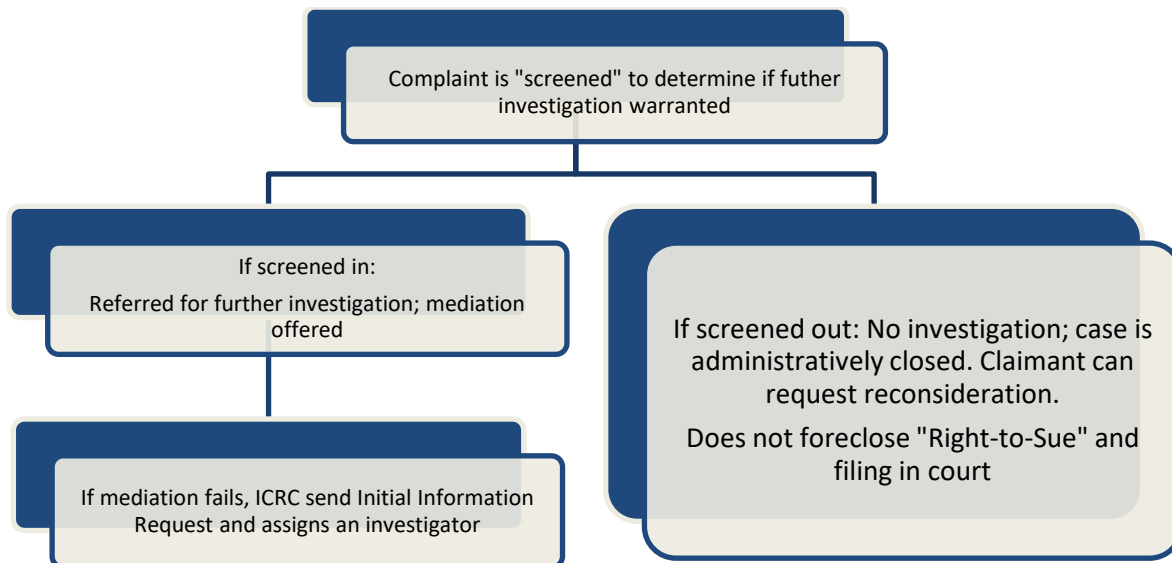 Complaint is "screened" to determine if futher
investigation warranted
If screened in:
Referred for further investigation; mediation
offered
If screened out: No investigation; case is
administratively closed. Claimant can
request reconsideration.
Does not foreclose "Right-to-Sue" and
filing in court
If mediation fails, ICRC send Initial Information
Request and assigns an investigator